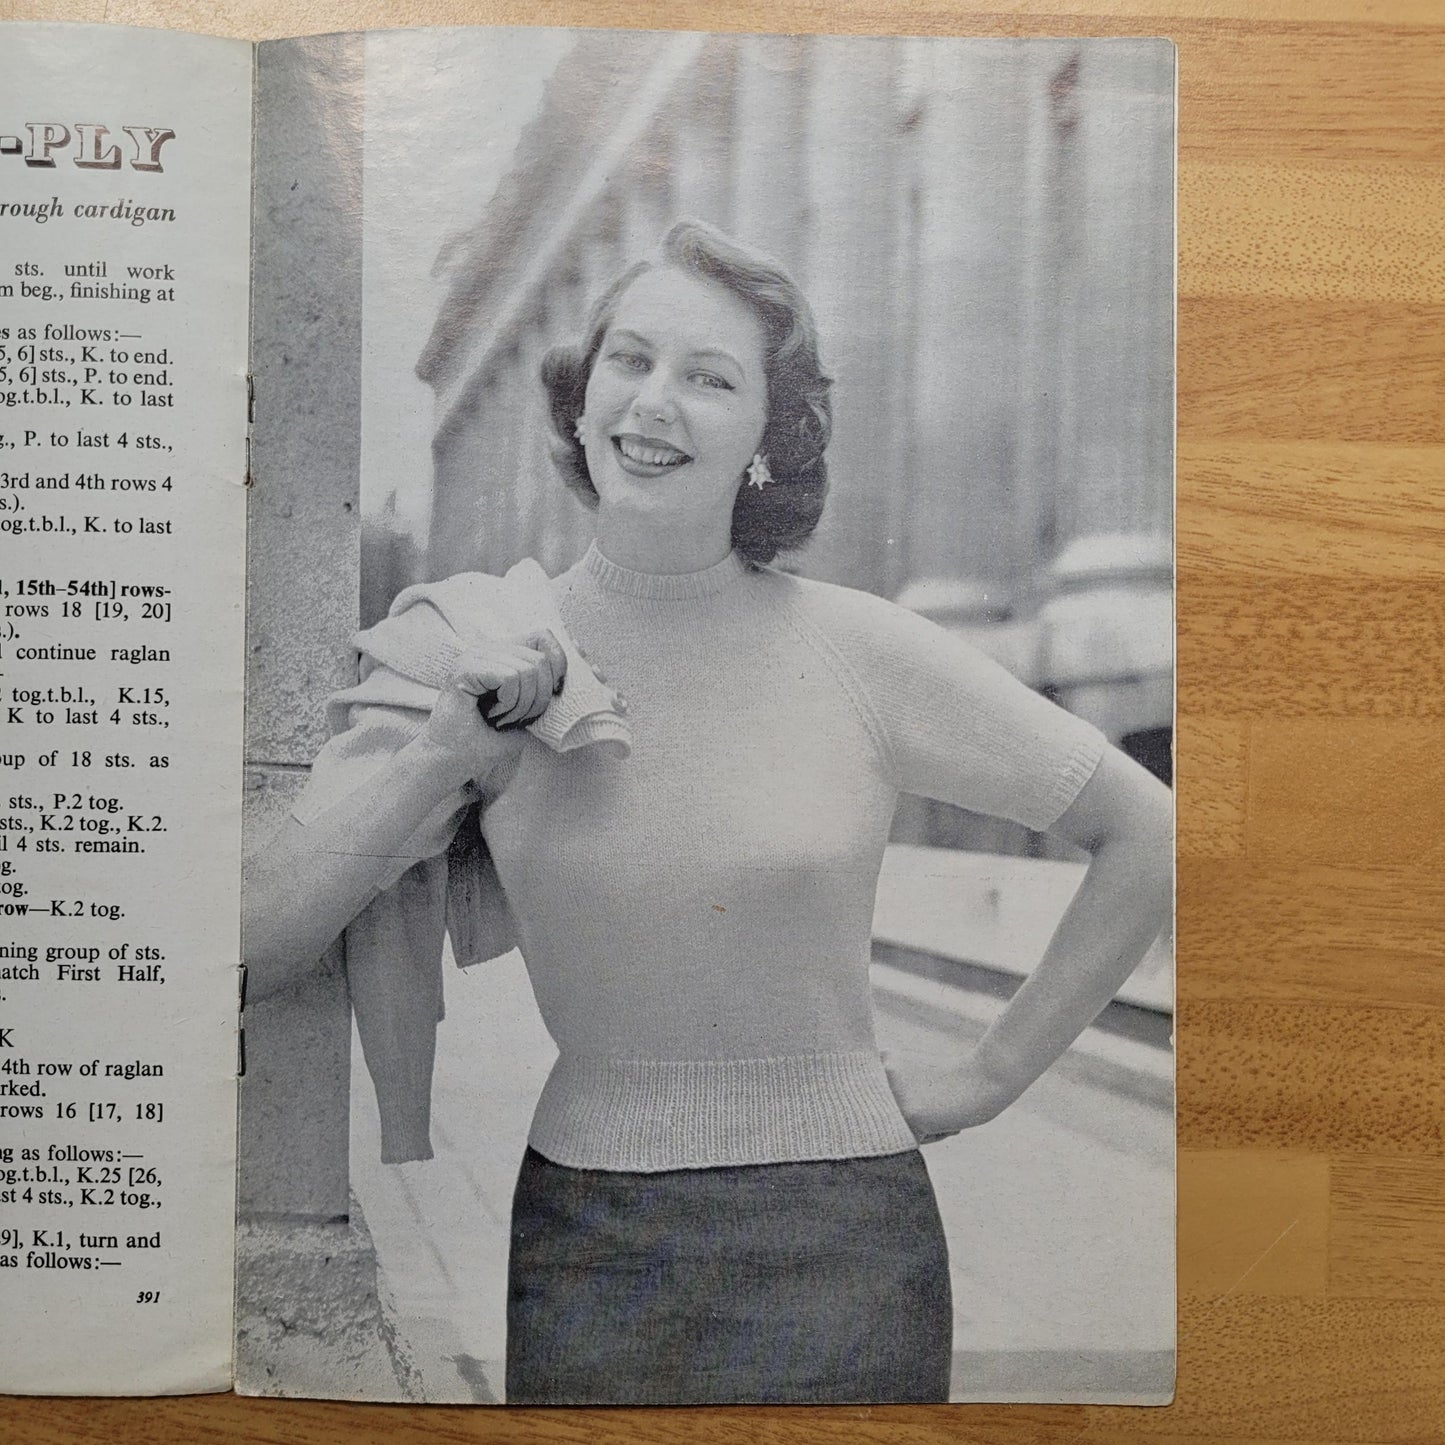 -PLY
rough cardigan
sts. until work
m beg., finishing at
as follows:—
5, 6] sts., K. to end.
5, 6] sts., P. to end.
og.t.b.l., K. to last
P. to last 4 sts.,
3rd and 4th rows 4
s.).
og.t.b.l., K. to last
15th–54th] rows-
rows 18 [19, 20]
.).
continue raglan
tog.t.b.l., K.15,
K to last 4 sts.,
oup of 18 sts. as
sts., P.2 tog.
sts., K.2 tog., K.2.
ll 4 sts. remain.
og.
tog.
row—K.2 tog.
ning group of sts.
atch First Half,
K
4th row of raglan
rked.
rows 16 [17, 18]
ng as follows:—
og.t.b.l., K.25 [26,
st 4 sts., K.2 tog.,
9], K.1, turn and
as follows:—
391